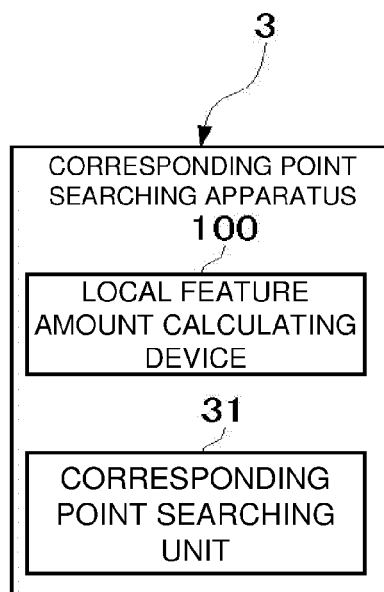 3
CORRESPONDING POINT
SEARCHING APPARATUS
100
LOCAL FEATURE
AMOUNT CALCULATING
DEVICE
31
CORRESPONDING
POINT SEARCHING
UNIT